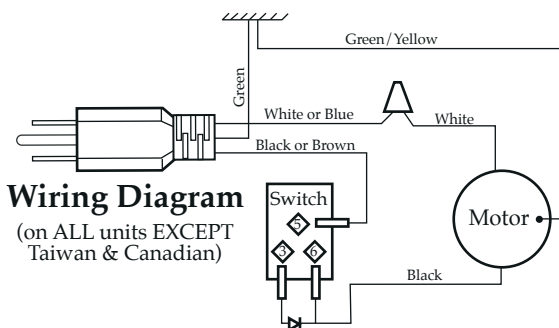 Green/Yellow
Green
White or Blue
White
Black or Brown
Wiring Diagram
(on ALL units EXCEPT
Taiwan & Canadian)
Switch
5
3
6
Motor
Black